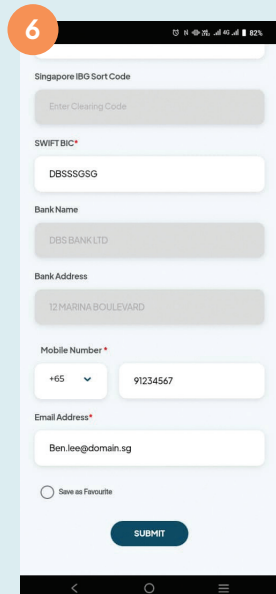 6
4G 82%
Singapore IBG Sort Code
Enter Clearing Code
SWIFT BIC*
DBSSSGSG
Bank Name
DBS BANK LTD
Bank Address
12 MARINA BOULEVARD
Mobile Number *
+65 91234567
Email Address*
Ben.lee@domain.sg
Save as Favourite
SUBMIT